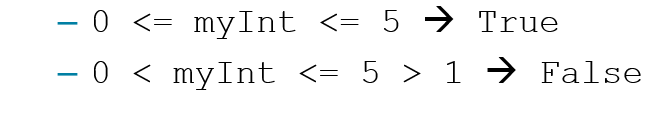 – 0 <= myInt <= 5 → True
– 0 < myInt <= 5 > 1 → False